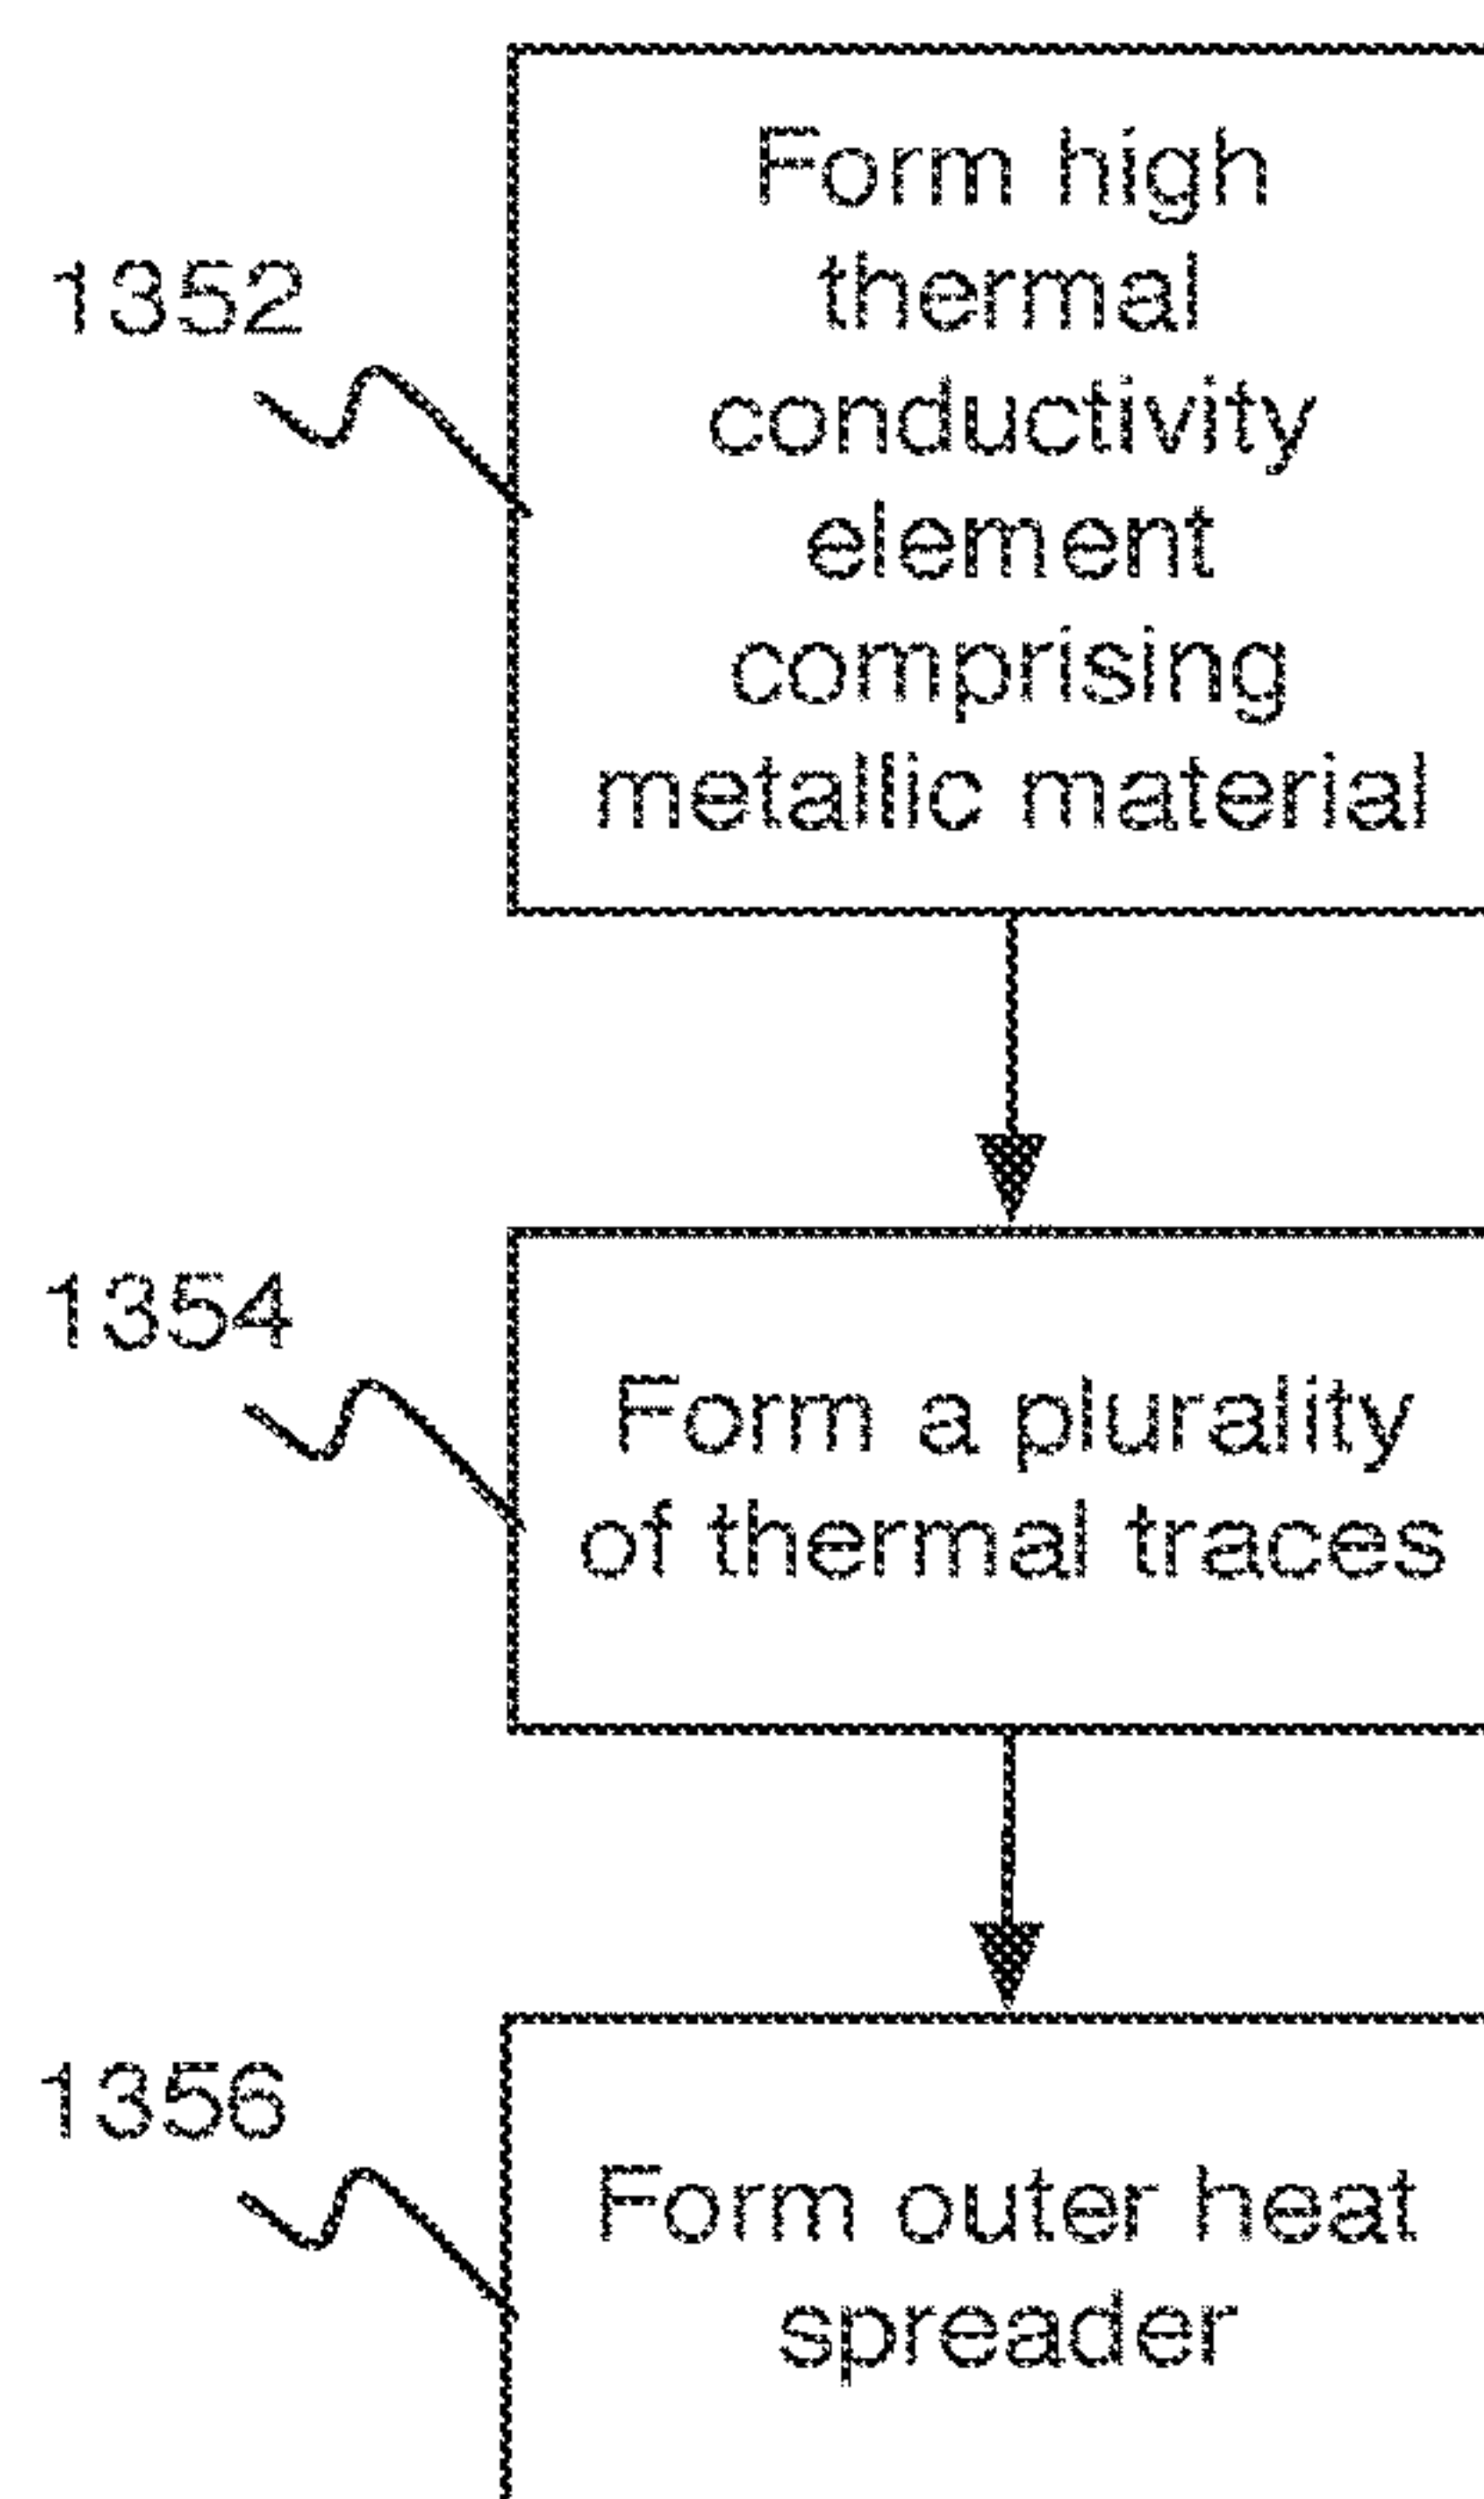 Form high
thermal
1352
conductivity
element
comprising
metallic material
1354
Form a plurality
of thermal traces
1356
Form outer heat
spreader